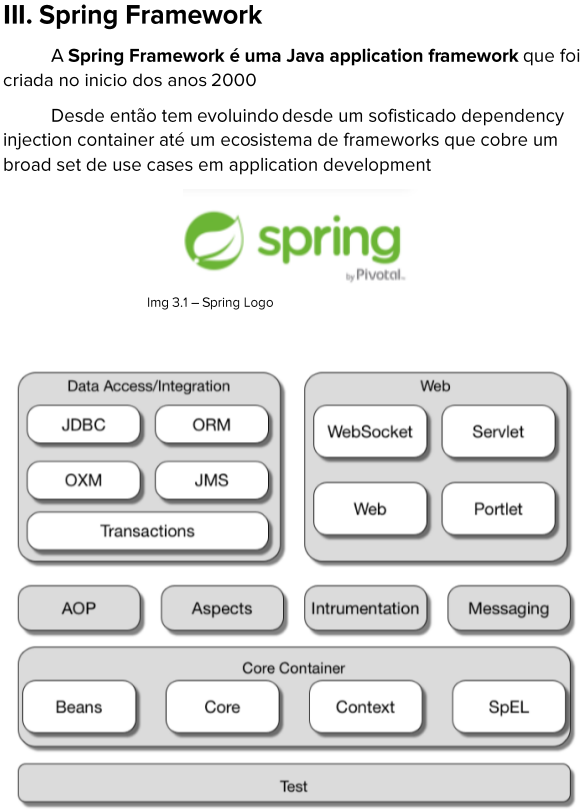 III. Spring Framework
A Spring Framework é uma Java application framework que foi
criada no inicio dos anos 2000
Desde então tem evoluindo desde um sofisticado dependency
injection container até um ecosistema de frameworks que cobre um
broad set de use cases em application development
spring
by Pivotal.
Img 3.1 – Spring Logo
Data Access/Integration
JDBC
ORM
OXM
JMS
Transactions
Web
WebSocket
Servlet
Web
Portlet
AOP
Aspects
Intrumentation
Messaging
Core Container
Beans
Core
Context
SpEL
Test